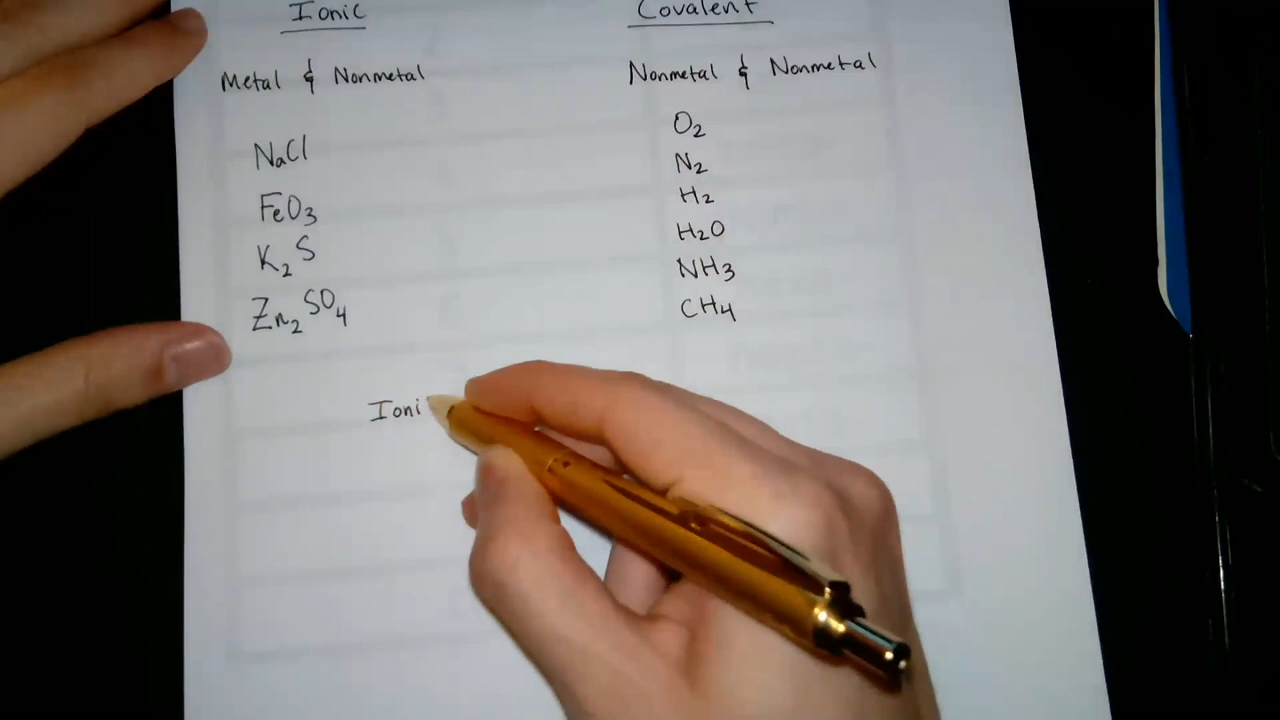 Ionic
Covalent
Metal & Nonmetal
Nonmetal & Nonmetal
NaCl
FeO₃
K₂S
Zn₂SO₄
O₂
N₂
H₂
H₂O
NH₃
CH₄
Ioni